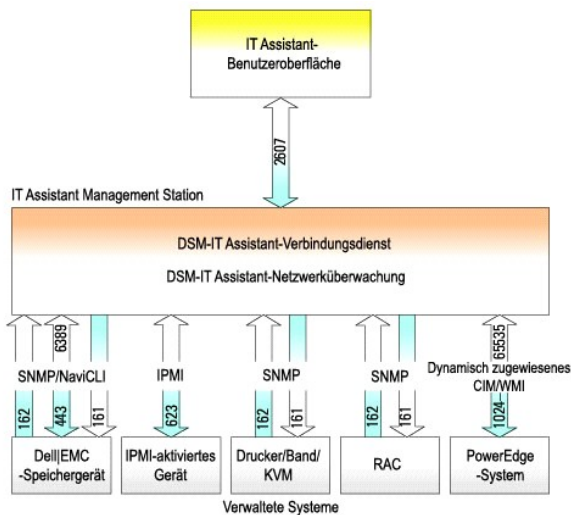 IT Assistant-
Benutzeroberfläche
2607
IT Assistant Management Station
DSM-IT Assistant-Verbindungsdienst
DSM-IT Assistant-Netzwerküberwachung
6389
65535
SNMP/NaviCLI
IPMI
SNMP
SNMP
Dynamisch zugewiesenes
CIM/WMI
162
443
161
623
162
161
162
161
1024-
Dell|EMC
-Speichergerät
IPMI-aktiviertes
Gerät
Drucker/Band/
KVM
RAC
PowerEdge
-System
Verwaltete Systeme